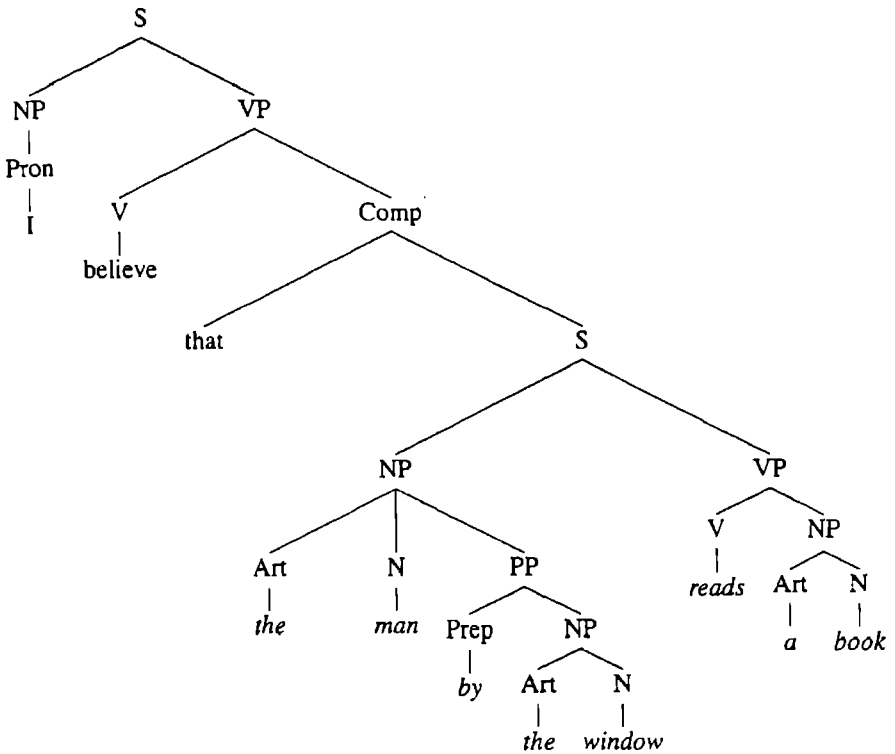 S
NP VP
Pron
I
V Comp
believe
that S
NP VP
V NP
Art N PP
reads Art N
the man Prep NP
a book
by Art N
the window